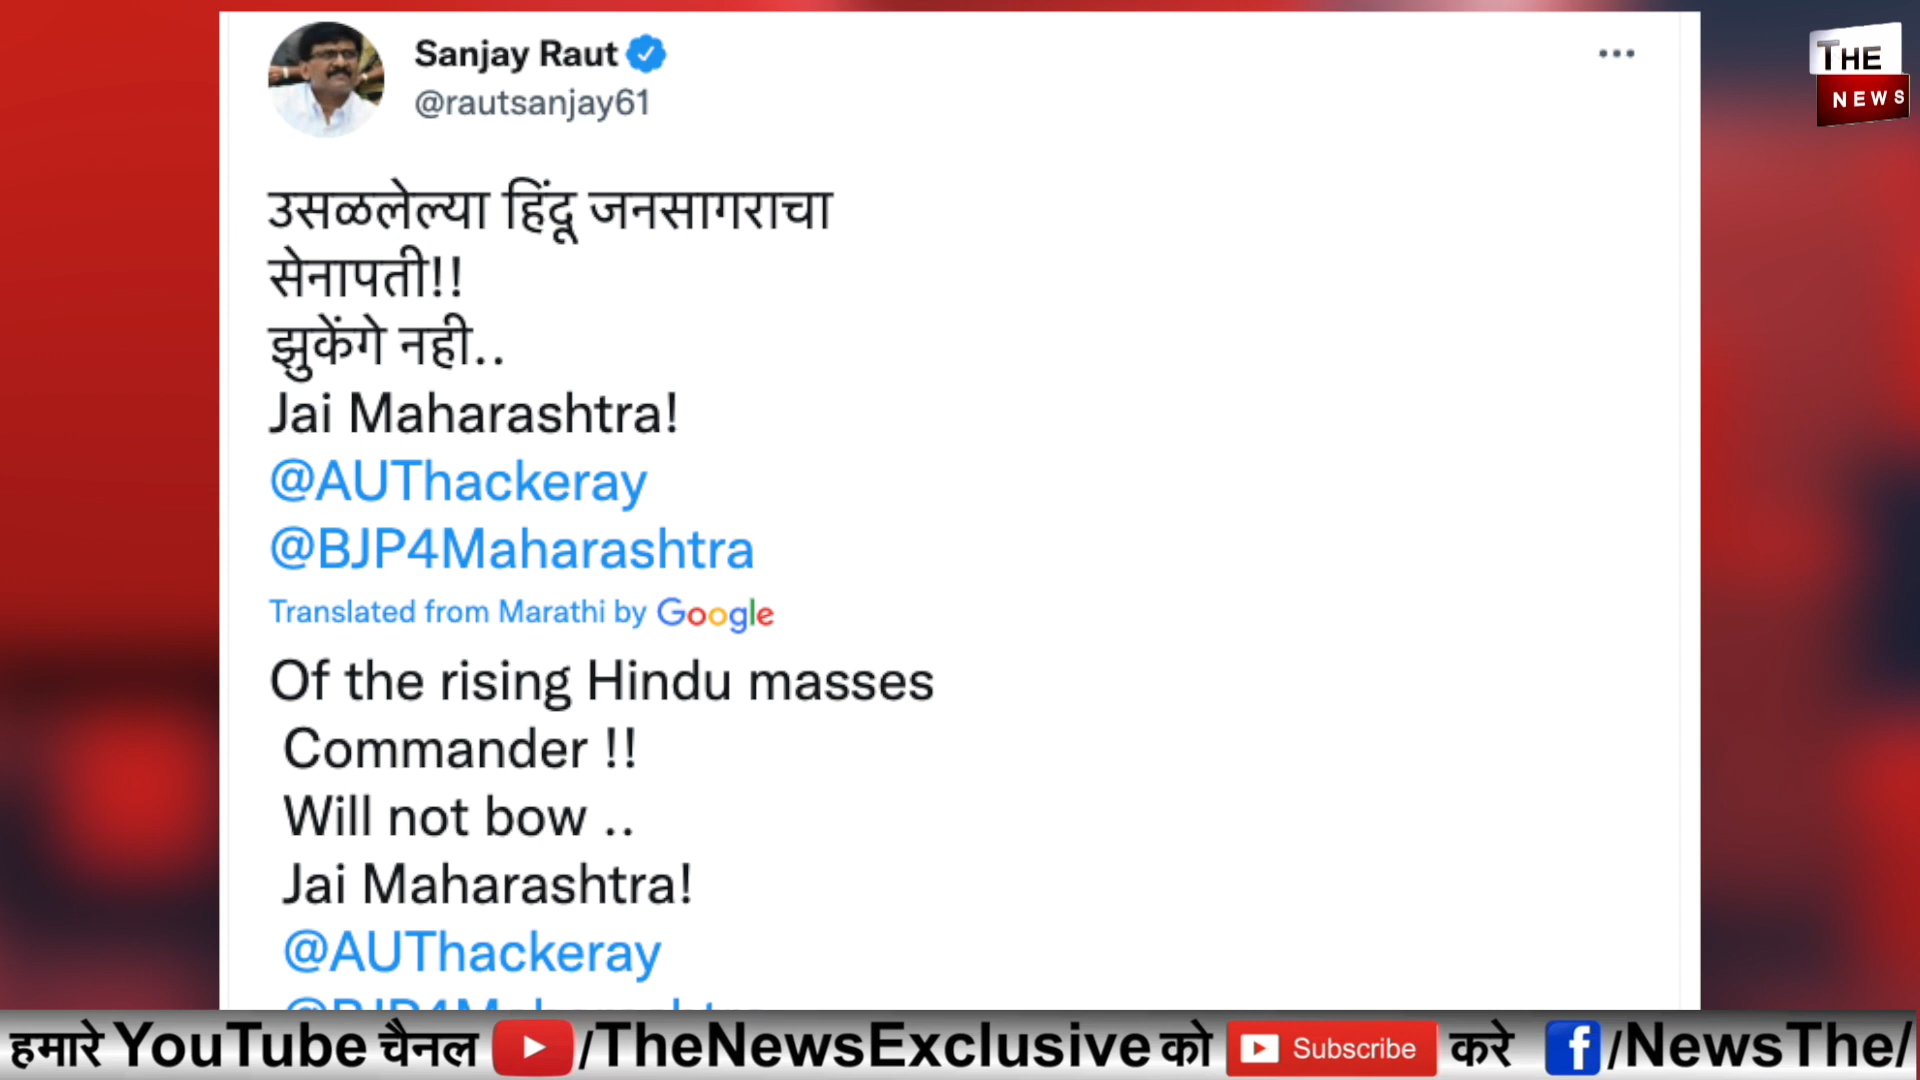 Sanjay Raut
@rautsanjay61
THE
NEWS
उसळलेल्या हिंदू जनसागराचा
सेनापती!!
झुकेंगे नही..
Jai Maharashtra!
@AUThackeray
@BJP4Maharashtra
Translated from Marathi by Google
Of the rising Hindu masses
Commander !!
Will not bow ..
Jai Maharashtra!
@AUThackeray
@BJP4Maharashtra
हमारे YouTube चैनल /TheNewsExclusive को Subscribe करे f/NewsThe/